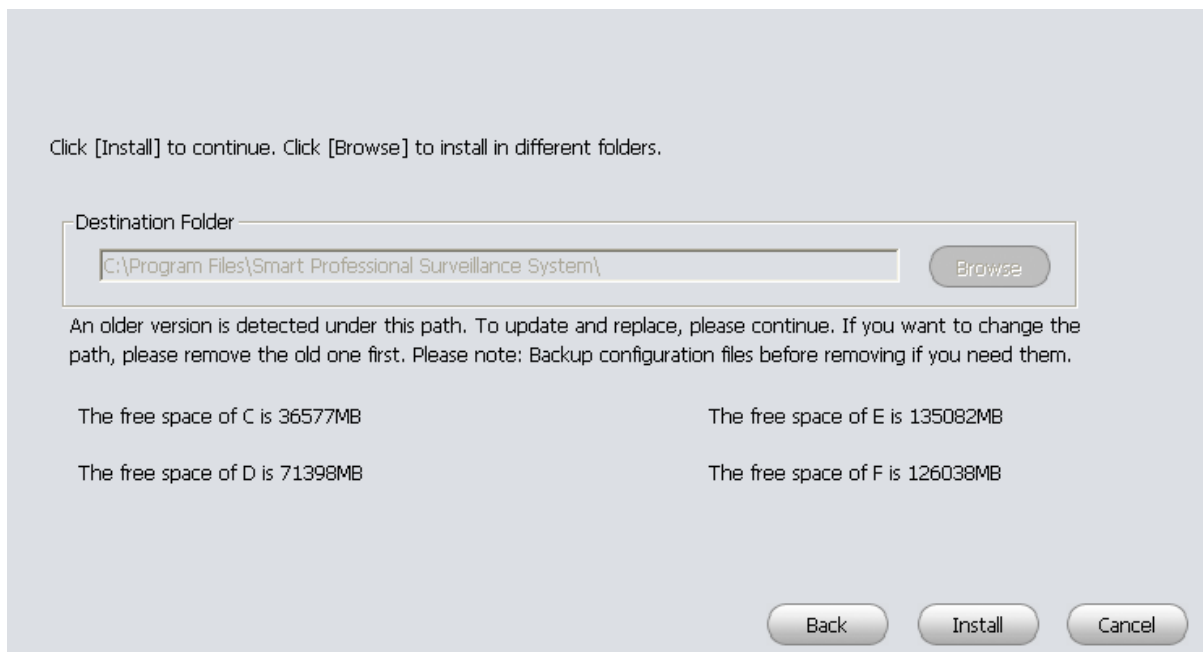 Click [Install] to continue. Click [Browse] to install in different folders.
Destination Folder
C:\Program Files\Smart Professional Surveillance System\
Browse
An older version is detected under this path. To update and replace, please continue. If you want to change the
path, please remove the old one first. Please note: Backup configuration files before removing if you need them.
The free space of C is 36577MB
The free space of E is 135082MB
The free space of D is 71398MB
The free space of F is 126038MB
Back
Install
Cancel